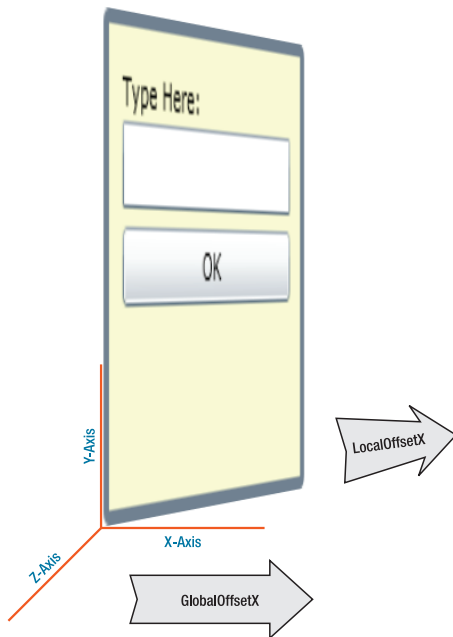 Type Here:
OK
Y-Axis
LocalOffsetX
X-Axis
Z-Axis
GlobalOffsetX